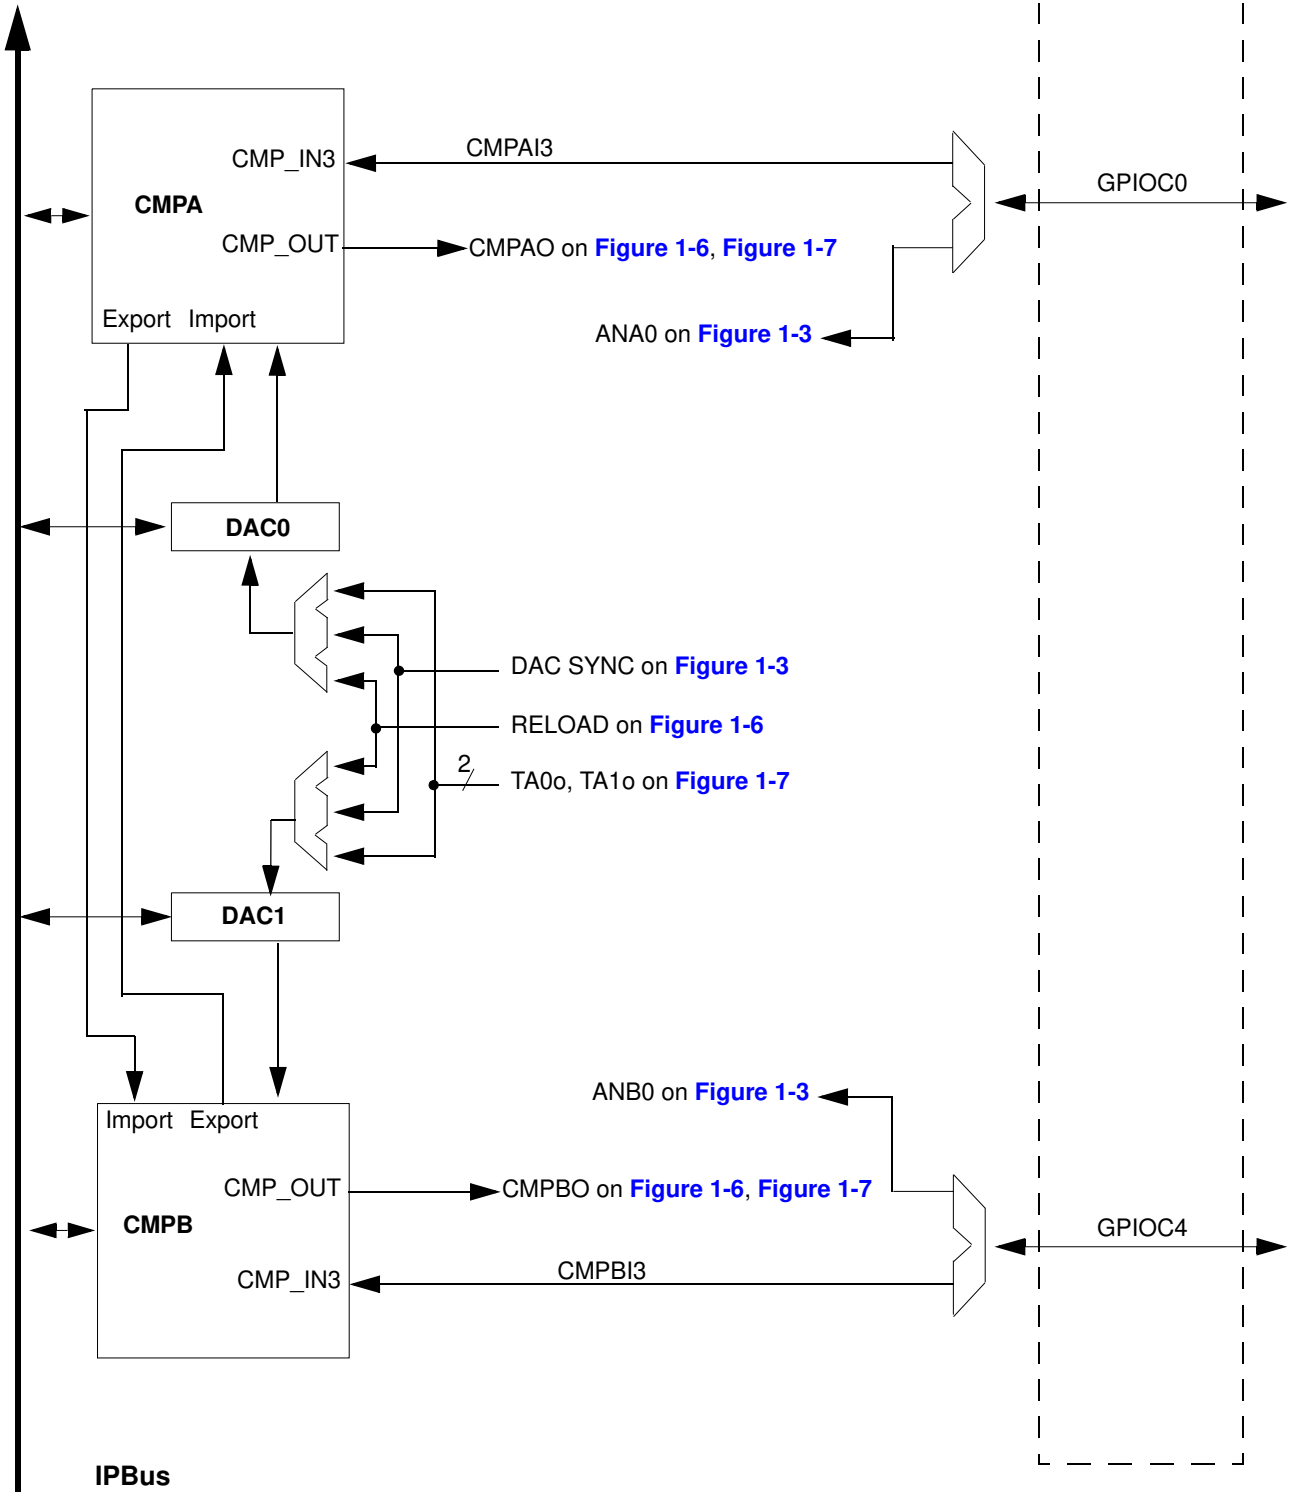 CMP_IN3
CMPAI3
GPIOC0
CMPA
CMP_OUT
CMPAO on Figure 1-6, Figure 1-7
Export Import
ANA0 on Figure 1-3
DAC0
DAC SYNC on Figure 1-3
RELOAD on Figure 1-6
2
TA0o, TA1o on Figure 1-7
DAC1
ANB0 on Figure 1-3
Import Export
CMP_OUT
CMPBO on Figure 1-6, Figure 1-7
CMPB
GPIOC4
CMP_IN3
CMPBI3
IPBus